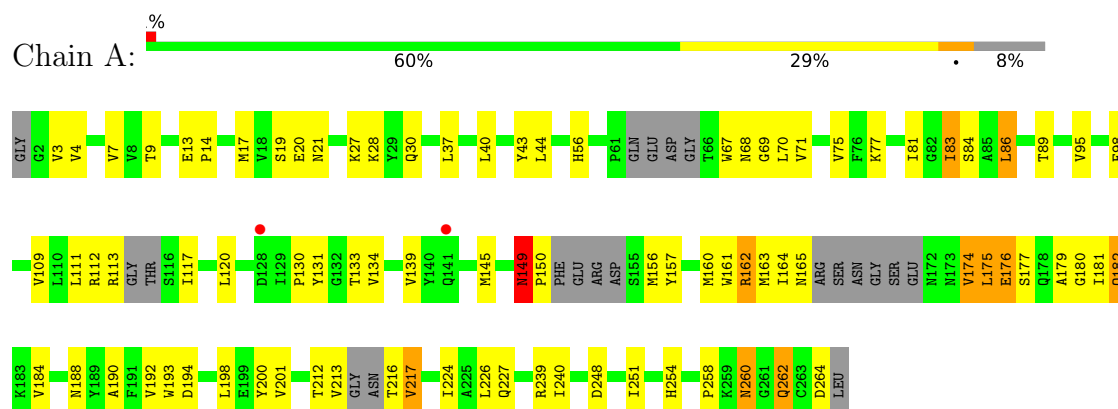 %
Chain A:
60% 29% • 8%
GLY G2 V3 V4 V7 V8 T9 E13 P14 M17 V18 S19 E20 N21 K27 K28 Y29 Q30 L37 L40 Y43 L44 H56 P61 GLN GLU ASP GLY T66 W67 N68 G69 L70 V71 V75 F76 K77 I81 G82 I83 S84 A85 L86 T89 V95
V109 L110 L111 R112 R113 GLY THR S116 I117 L120 D128 I129 P130 Y131 G132 T133 V134 V139 Y140 Q141 M145 N149 P150 PHE GLU ARG ASP S155 M156 Y157 M160 W161 R162 M163 I164 N165 ARG SER ASN GLY SER GLU N172 N173 V174 L175 E176 S177 Q178 A179 G180 I181
K183 V184 N188 Y189 A190 F191 V192 W193 D194 L198 E199 Y200 V201 T212 V213 GLY ASN T216 V217 I224 A225 L226 Q227 R239 I240 D248 I251 H254 P258 K259 N260 G261 Q262 C263 D264 LEU